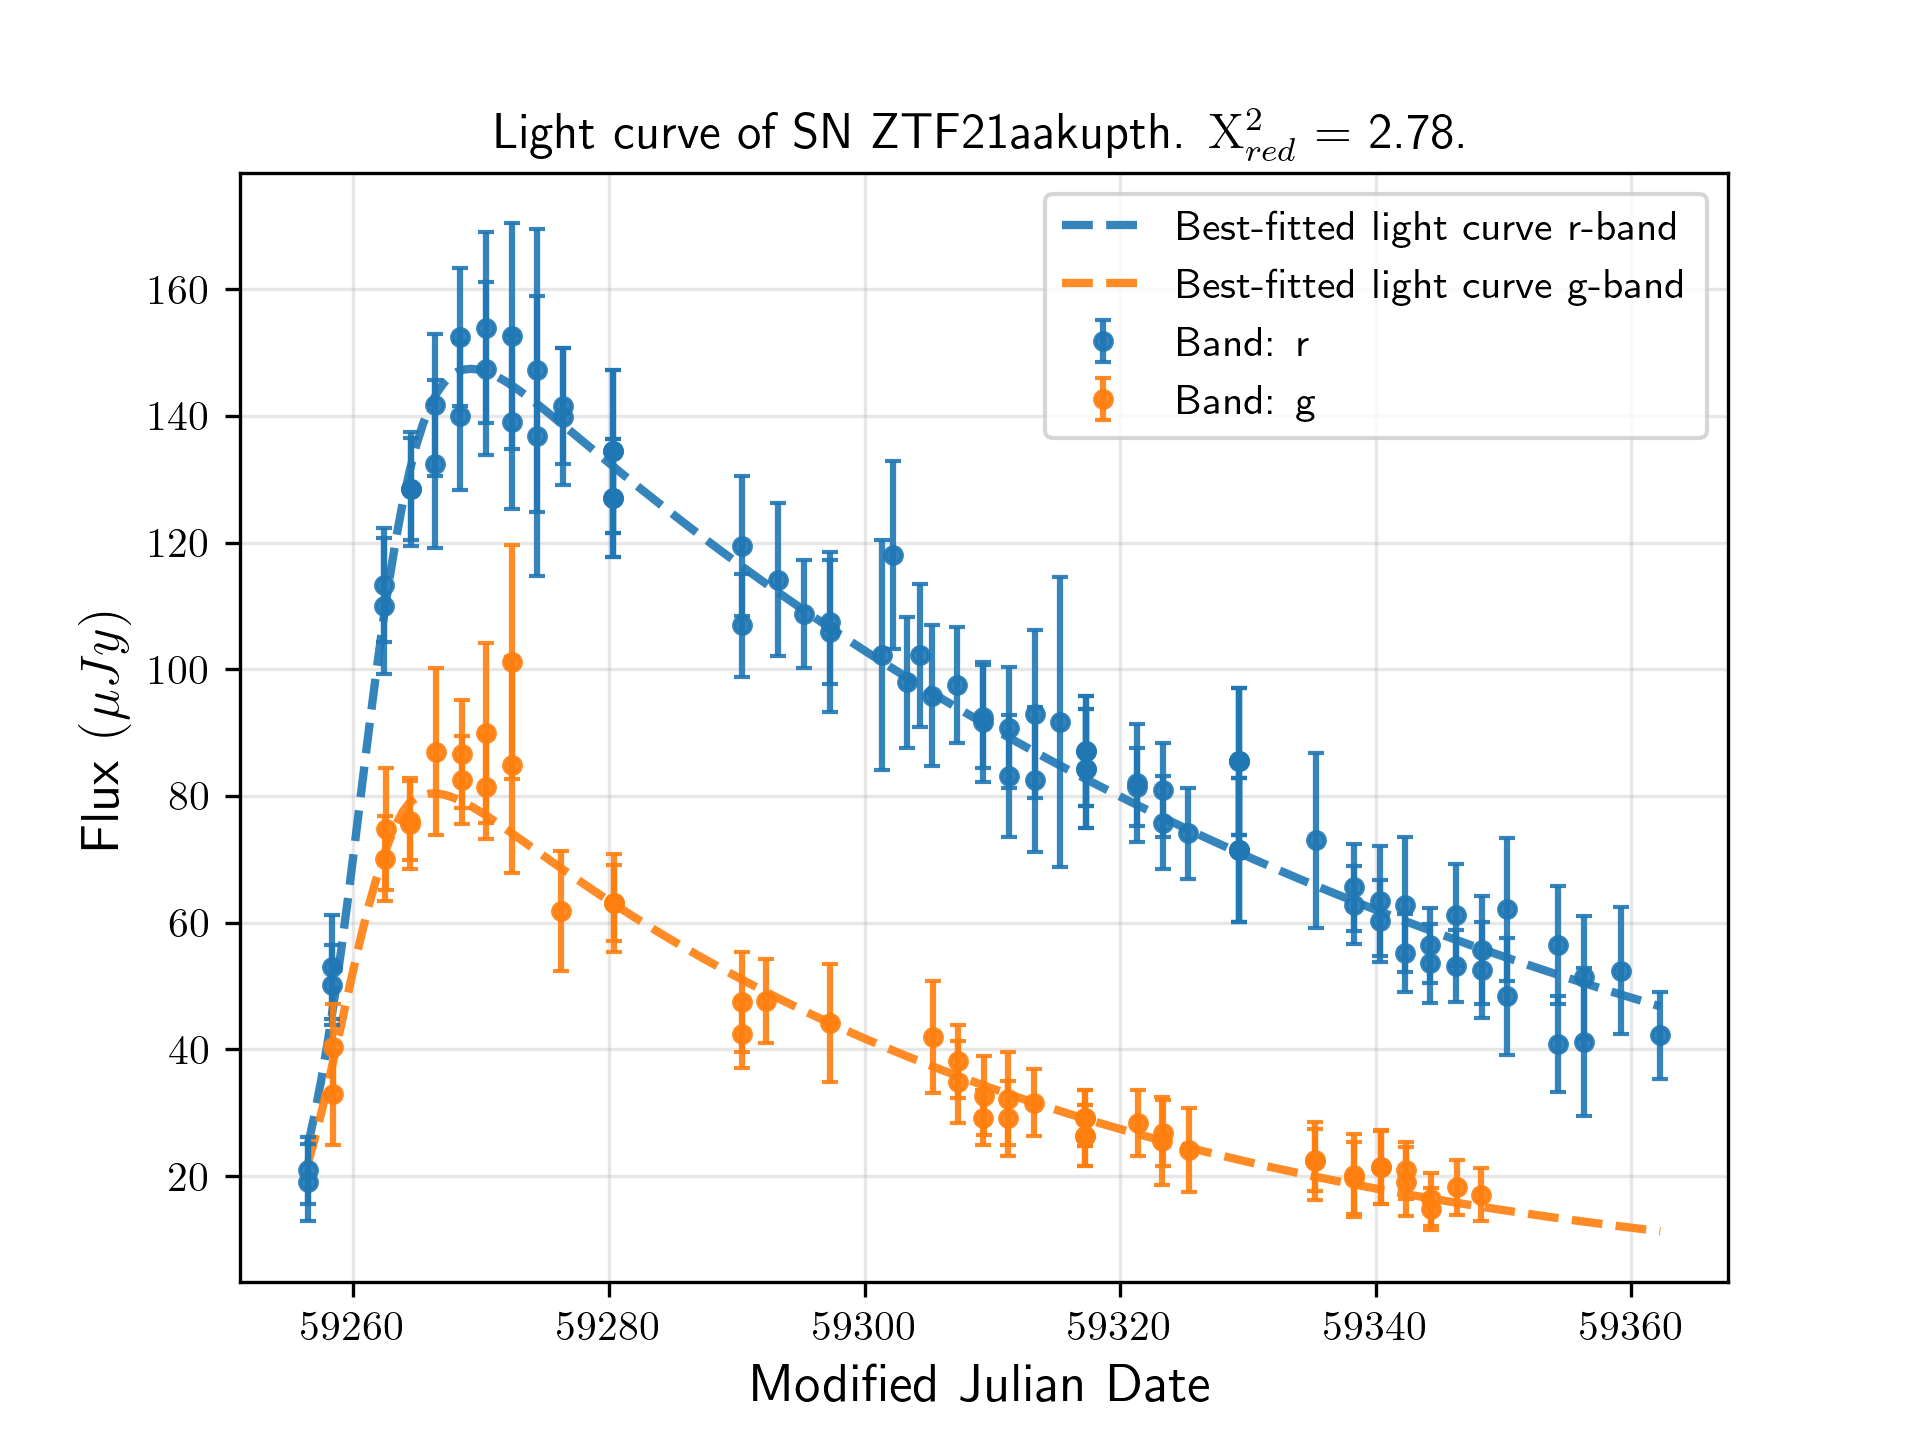 Light curve of SN ZTF21aakupth. X²_red = 2.78.
Best-fitted light curve r-band
Best-fitted light curve g-band
Band: r
Band: g
Flux (μJy)
160
140
120
100
80
60
40
20
59260 59280 59300 59320 59340 59360
Modified Julian Date